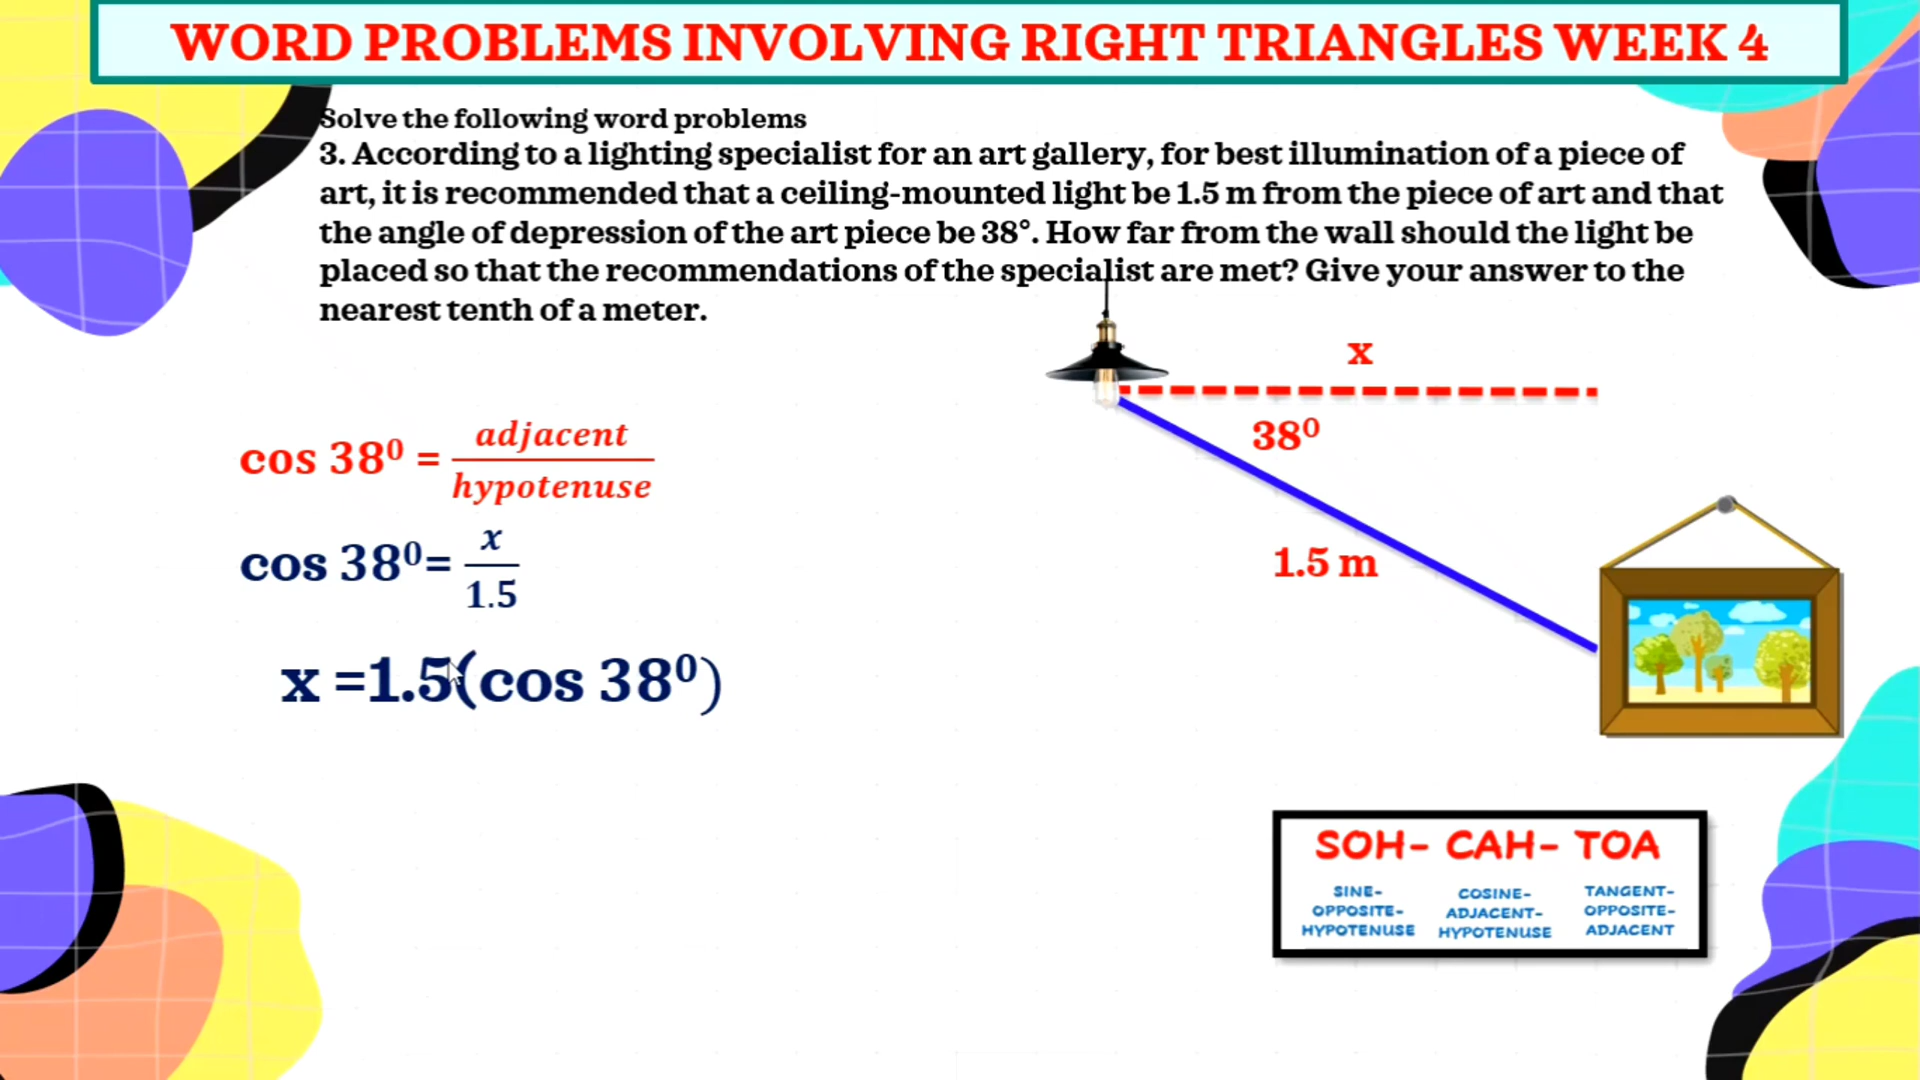 WORD PROBLEMS INVOLVING RIGHT TRIANGLES WEEK 4
Solve the following word problems
3. According to a lighting specialist for an art gallery, for best illumination of a piece of
art, it is recommended that a ceiling-mounted light be 1.5 m from the piece of art and that
the angle of depression of the art piece be 38°. How far from the wall should the light be
placed so that the recommendations of the specialist are met? Give your answer to the
nearest tenth of a meter.
x
38⁰
1.5 m
cos 38⁰ = adjacent
hypotenuse
cos 38⁰= x
1.5
x =1.5(cos 38⁰)
SOH- CAH- TOA
SINE-
OPPOSITE-
HYPOTENUSE
COSINE-
ADJACENT-
HYPOTENUSE
TANGENT-
OPPOSITE-
ADJACENT